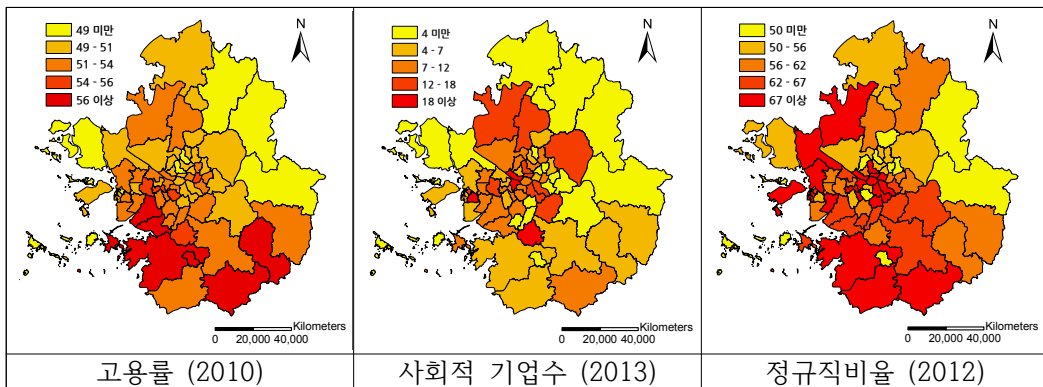 49 미만
49 - 51
51 - 54
54 - 56
56 이상
N
Kilometers
0 20,000 40,000
고용률 (2010)
4 미만
4 - 7
7 - 12
12 - 18
18 이상
N
Kilometers
0 20,000 40,000
사회적 기업수 (2013)
50 미만
50 - 56
56 - 62
62 - 67
67 이상
N
Kilometers
0 20,000 40,000
정규직비율 (2012)